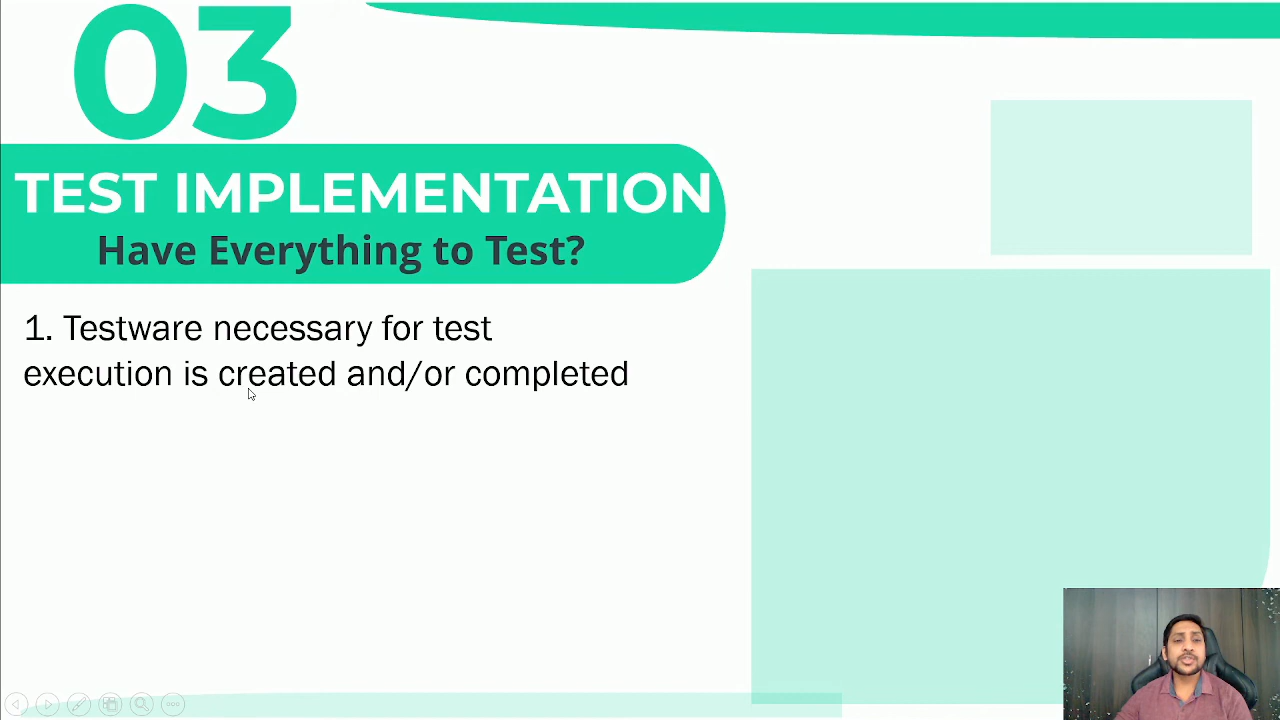 03
TEST IMPLEMENTATION
Have Everything to Test?
1. Testware necessary for test
execution is created and/or completed